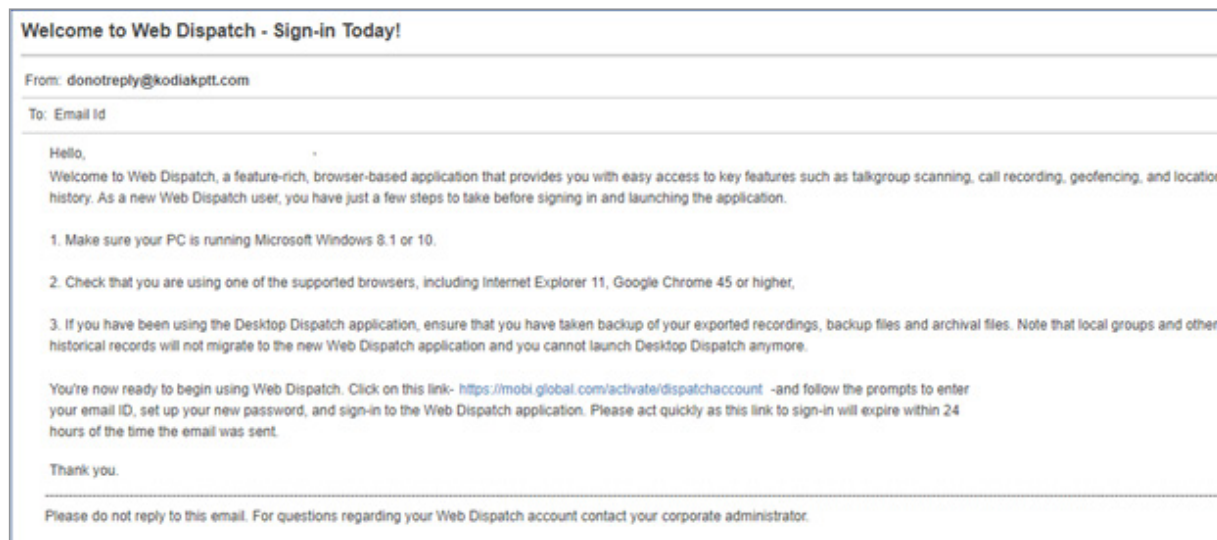 Welcome to Web Dispatch - Sign-in Today!
From: donotreply@kodiakptt.com
To: Email Id
Hello,
Welcome to Web Dispatch, a feature-rich, browser-based application that provides you with easy access to key features such as talkgroup scanning, call recording, geofencing, and location
history. As a new Web Dispatch user, you have just a few steps to take before signing in and launching the application.
1. Make sure your PC is running Microsoft Windows 8.1 or 10.
2. Check that you are using one of the supported browsers, including Internet Explorer 11, Google Chrome 45 or higher,
3. If you have been using the Desktop Dispatch application, ensure that you have taken backup of your exported recordings, backup files and archival files. Note that local groups and other
historical records will not migrate to the new Web Dispatch application and you cannot launch Desktop Dispatch anymore.
You're now ready to begin using Web Dispatch. Click on this link- https://mobi.global.com/activate/dispatchaccount -and follow the prompts to enter
your email ID, set up your new password, and sign-in to the Web Dispatch application. Please act quickly as this link to sign-in will expire within 24
hours of the time the email was sent.
Thank you.
Please do not reply to this email. For questions regarding your Web Dispatch account contact your corporate administrator.